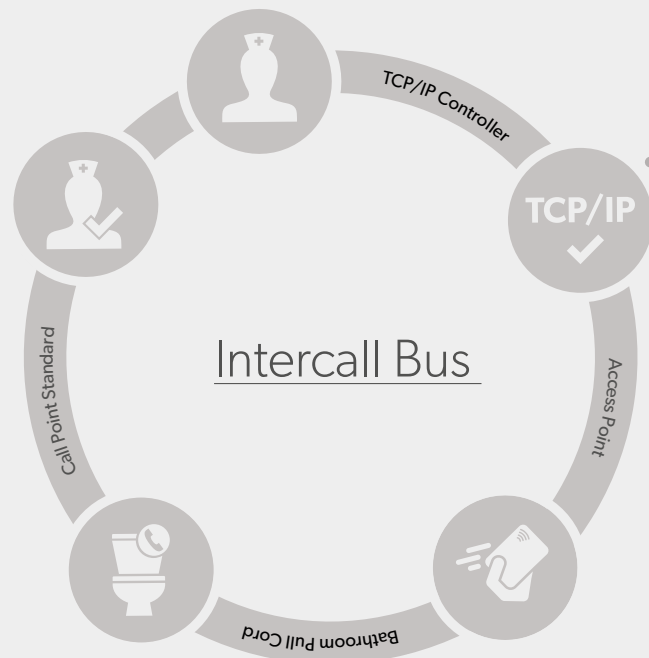 TCP/IP Controller
TCP/IP
Access Point
Intercall Bus
Call Point Standard
Bathroom Pull Cord